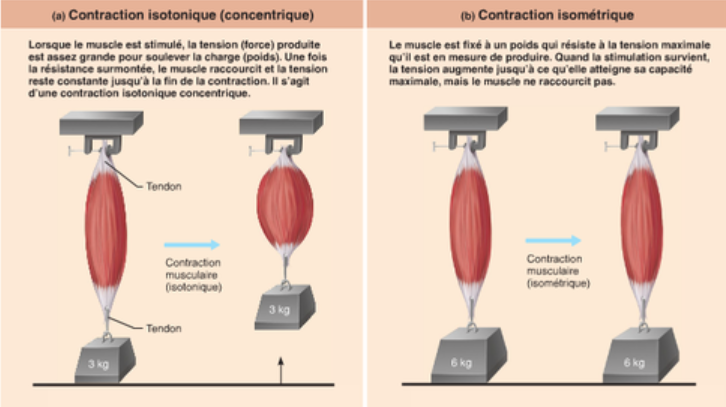 (a) Contraction isotonique (concentrique)
Lorsque le muscle est stimulé, la tension (force) produite
est assez grande pour soulever la charge (poids). Une fois
la résistance surmontée, le muscle raccourcit et la tension
reste constante jusqu'à la fin de la contraction. Il s'agit
d'une contraction isotonique concentrique.
Tendon
Contraction
musculaire
(isotonique)
3 kg
Tendon
3 kg
(b) Contraction isométrique
Le muscle est fixé à un poids qui résiste à la tension maximale
qu'il est en mesure de produire. Quand la stimulation survient,
la tension augmente jusqu'à ce qu'elle atteigne sa capacité
maximale, mais le muscle ne raccourcit pas.
Contraction
musculaire
(isométrique)
6 kg
6 kg